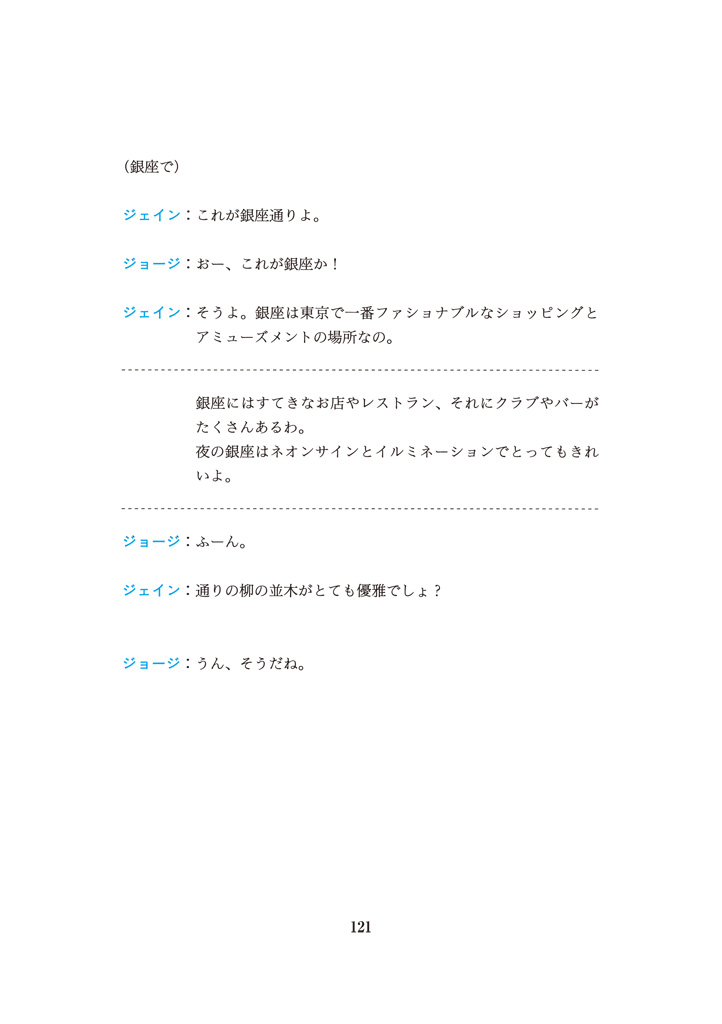 （銀座で）
ジェイン：これが銀座通りよ。
ジョージ：おー、これが銀座か！
ジェイン：そうよ。銀座は東京で一番ファショナブルなショッピングと
アミューズメントの場所なの。
銀座にはすてきなお店やレストラン、それにクラブやバーが
たくさんあるわ。
夜の銀座はネオンサインとイルミネーションでとってもきれ
いよ。
ジョージ：ふーん。
ジェイン：通りの柳の並木がとても優雅でしょ？
ジョージ：うん、そうだね。
121